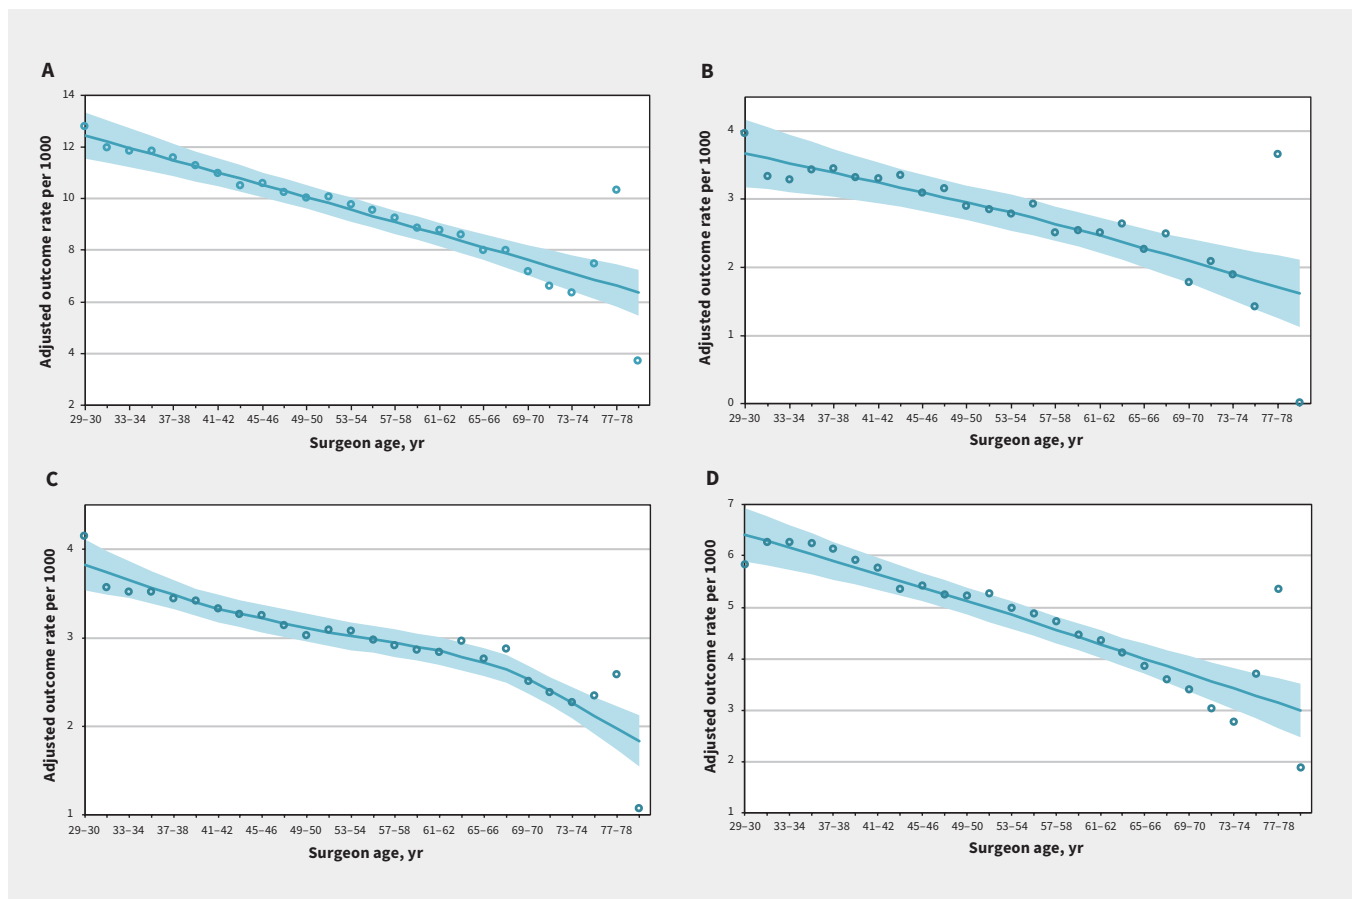 A
Adjusted outcome rate per 1000
14
12
10
8
6
4
2
29–30 33–34 37–38 41–42 45–46 49–50 53–54 57–58 61–62 65–66 69–70 73–74 77–78
Surgeon age, yr
B
Adjusted outcome rate per 1000
4
3
2
1
0
29–30 33–34 37–38 41–42 45–46 49–50 53–54 57–58 61–62 65–66 69–70 73–74 77–78
Surgeon age, yr
C
Adjusted outcome rate per 1000
4
3
2
1
29–30 33–34 37–38 41–42 45–46 49–50 53–54 57–58 61–62 65–66 69–70 73–74 77–78
Surgeon age, yr
D
Adjusted outcome rate per 1000
7
6
5
4
3
2
1
29–30 33–34 37–38 41–42 45–46 49–50 53–54 57–58 61–62 65–66 69–70 73–74 77–78
Surgeon age, yr